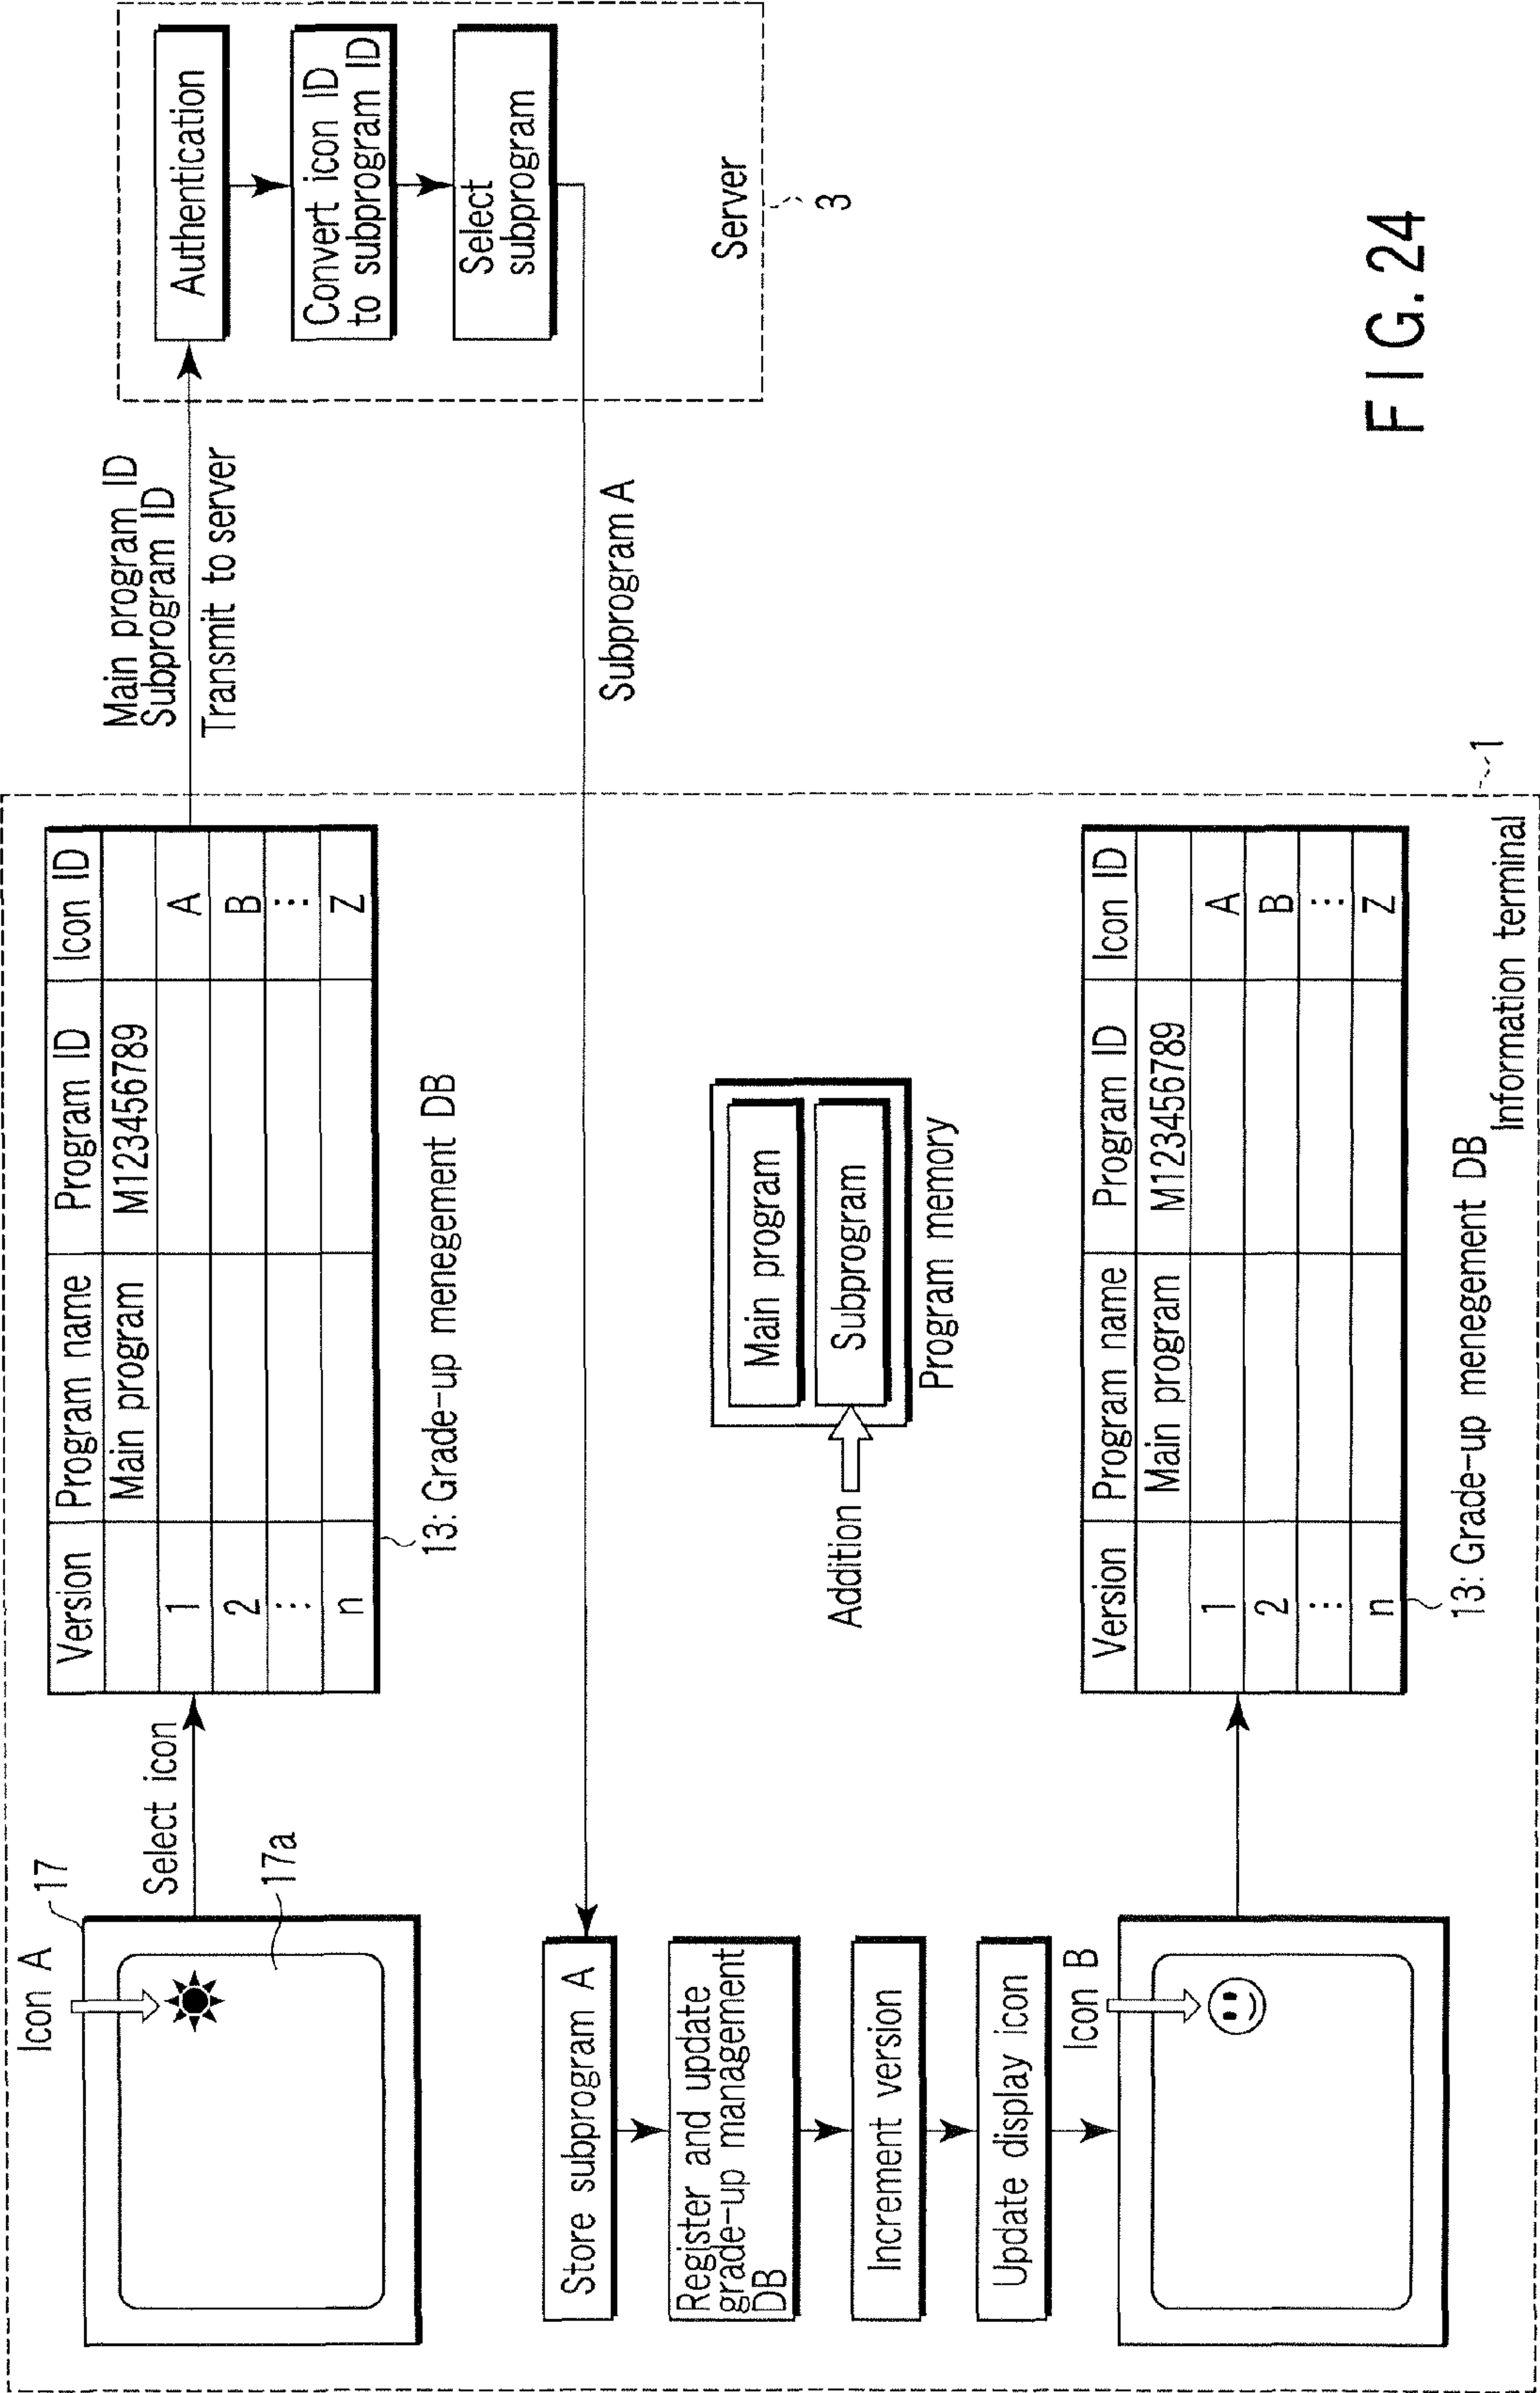 Icon A
17
Select icon
17a
Version Program name Program ID Icon ID
Main program M123456789
1 A
2 B
⋮ ⋮
n Z
13: Grade-up menegement DB
Main program ID
Subprogram ID
Transmit to server
Authentication
Convert icon ID
to subprogram ID
Select
subprogram
Server
3
Subprogram A
Store subprogram A
Register and update
grade-up management
DB
Increment version
Update display icon
Addition
Main program
Subprogram
Program memory
Icon B
Version Program name Program ID Icon ID
Main program M123456789
1 A
2 B
⋮ ⋮
n Z
13: Grade-up menegement DB
Information terminal
1
FIG. 24